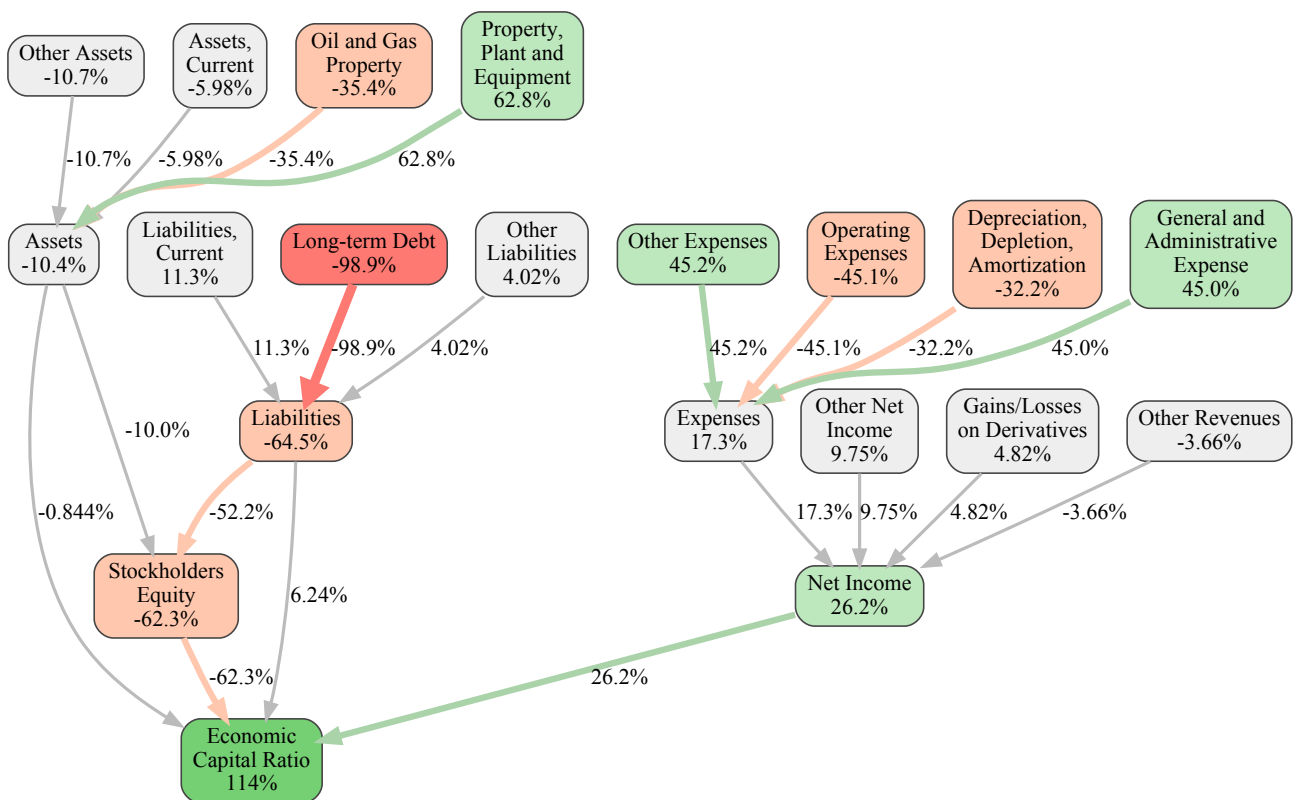 Other Assets
-10.7%
Assets,
Current
-5.98%
Oil and Gas
Property
-35.4%
Property,
Plant and
Equipment
62.8%
-10.7%
-5.98%
-35.4%
62.8%
Assets
-10.4%
Liabilities,
Current
11.3%
Long-term Debt
-98.9%
Other
Liabilities
4.02%
Other Expenses
45.2%
Operating
Expenses
-45.1%
Depreciation,
Depletion,
Amortization
-32.2%
General and
Administrative
Expense
45.0%
11.3%
-98.9%
4.02%
45.2%
-45.1%
-32.2%
45.0%
Liabilities
-64.5%
Expenses
17.3%
Other Net
Income
9.75%
Gains/Losses
on Derivatives
4.82%
Other Revenues
-3.66%
-10.0%
-0.844%
-52.2%
17.3%
9.75%
4.82%
-3.66%
Stockholders
Equity
-62.3%
6.24%
Net Income
26.2%
-62.3%
26.2%
Economic
Capital Ratio
114%